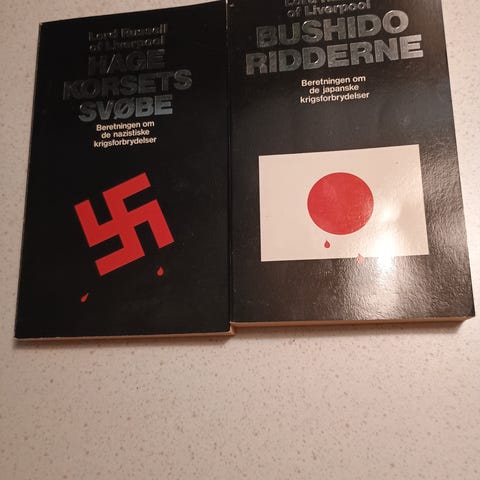 Lord Russell
of Liverpool
HAGE
KORSETS
SVØBE
Beretningen om
de nazistiske
krigsforbrydelser
of Liverpool
BUSHIDO
RIDDERNE
Beretningen om
de japanske
krigsforbrydelser